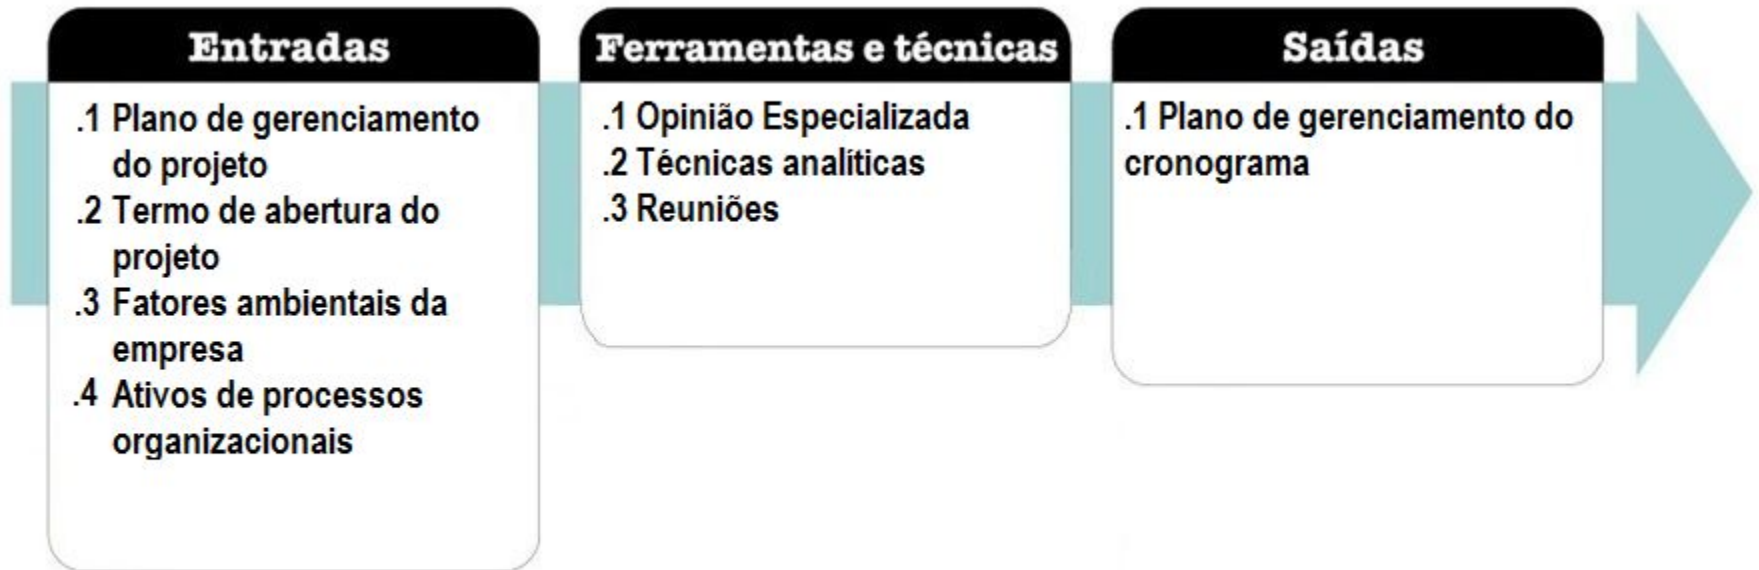 Entradas
.1 Plano de gerenciamento
do projeto
.2 Termo de abertura do
projeto
.3 Fatores ambientais da
empresa
.4 Ativos de processos
organizacionais
Ferramentas e técnicas
.1 Opinião Especializada
.2 Técnicas analíticas
.3 Reuniões
Saídas
.1 Plano de gerenciamento do
cronograma